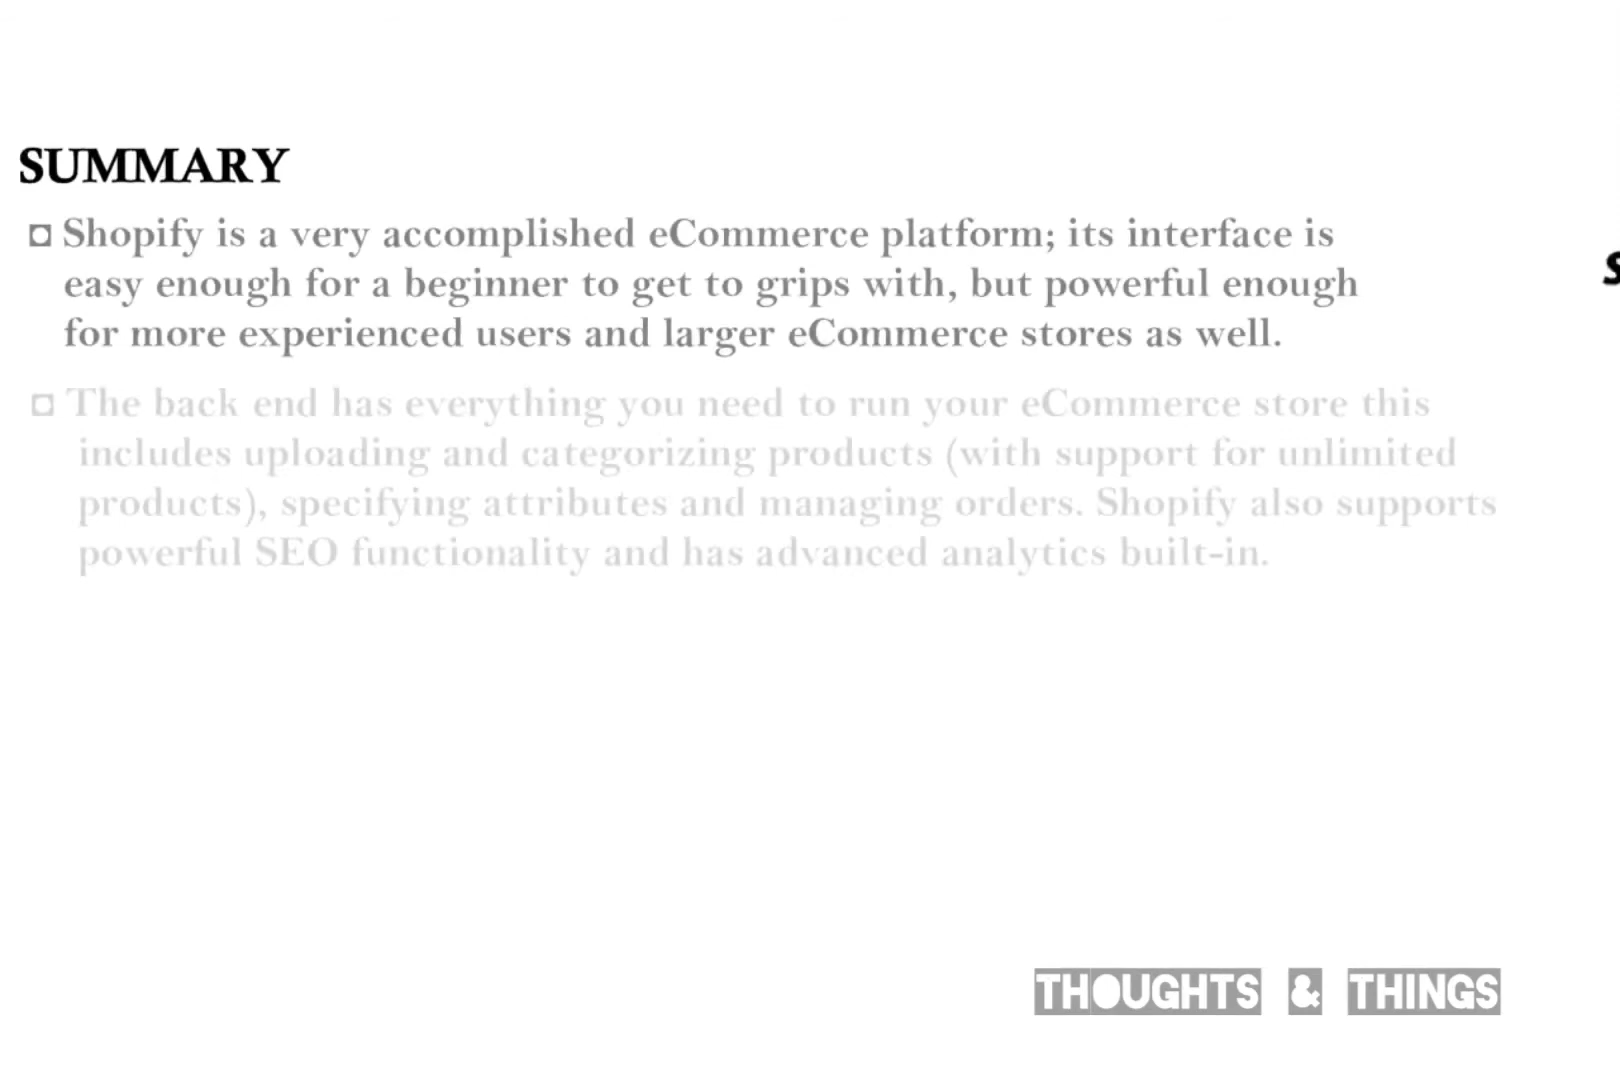 SUMMARY
Shopify is a very accomplished eCommerce platform; its interface is
easy enough for a beginner to get to grips with, but powerful enough
for more experienced users and larger eCommerce stores as well.
The back end has everything you need to run your eCommerce store this
includes uploading and categorizing products (with support for unlimited
products), specifying attributes and managing orders. Shopify also supports
powerful SEO functionality and has advanced analytics built-in.
THOUGHTS & THINGS